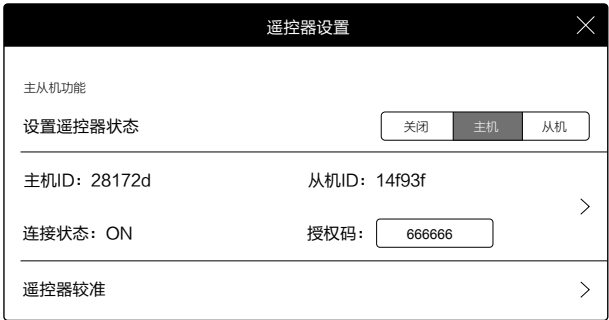 遥控器设置
主从机功能
设置遥控器状态 关闭 主机 从机
主机ID：28172d 从机ID：14f93f
连接状态：ON 授权码： 666666
遥控器较准